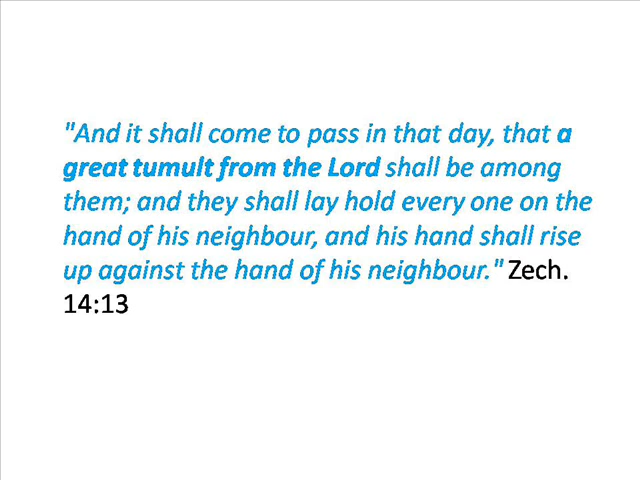 "And it shall come to pass in that day, that a
great tumult from the Lord shall be among
them; and they shall lay hold every one on the
hand of his neighbour, and his hand shall rise
up against the hand of his neighbour." Zech.
14:13